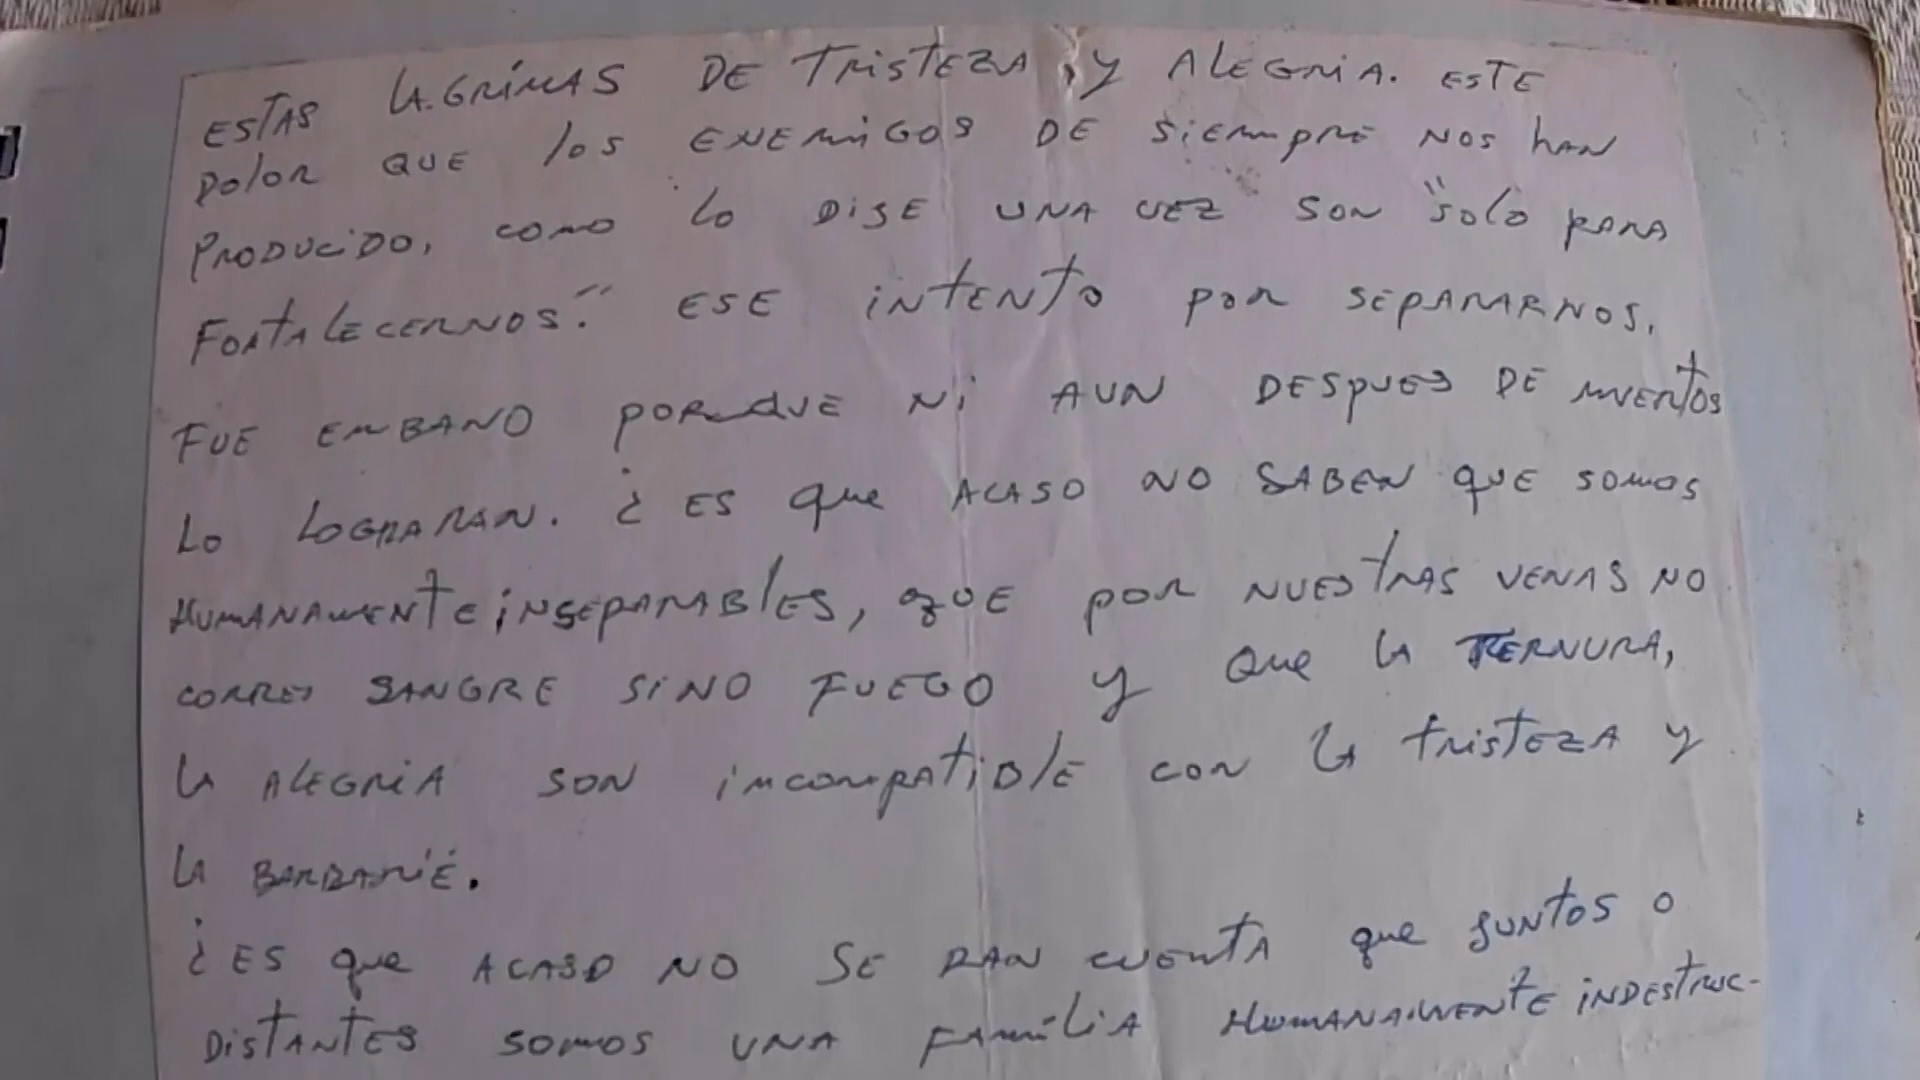 ESTAS LAGRÍMAS DE TRISTEZA, Y ALEGRIA. ESTE
DOLOR QUE LOS ENEMIGOS DE SIEMPRE NOS HAN
PRODUCIDO, COMO LO DIJE UNA VEZ SON "SOLO PARA
FORTALECERNOS." ESE INTENTO POR SEPARARNOS,
FUE EMBANO PORQUE NI AUN DESPUES DE MUERTOS
LO LOGRARAN. ¿ES que ACASO NO SABEN QUE SOMOS
HUMANAMENTE INSEPARABLES, QUE POR NUESTRAS VENAS NO
CORRES SANGRE SINO FUEGO Y QUE LA TERNURA,
LA ALEGRIA SON INCOMPATIBLE CON LA TRISTEZA Y
LA BARBARIÉ.
¿ES que ACASO NO SE DAN CUENTA que JUNTOS O
DISTANTES SOMOS UNA FAMILIA HUMANAMENTE INDESTRUC-